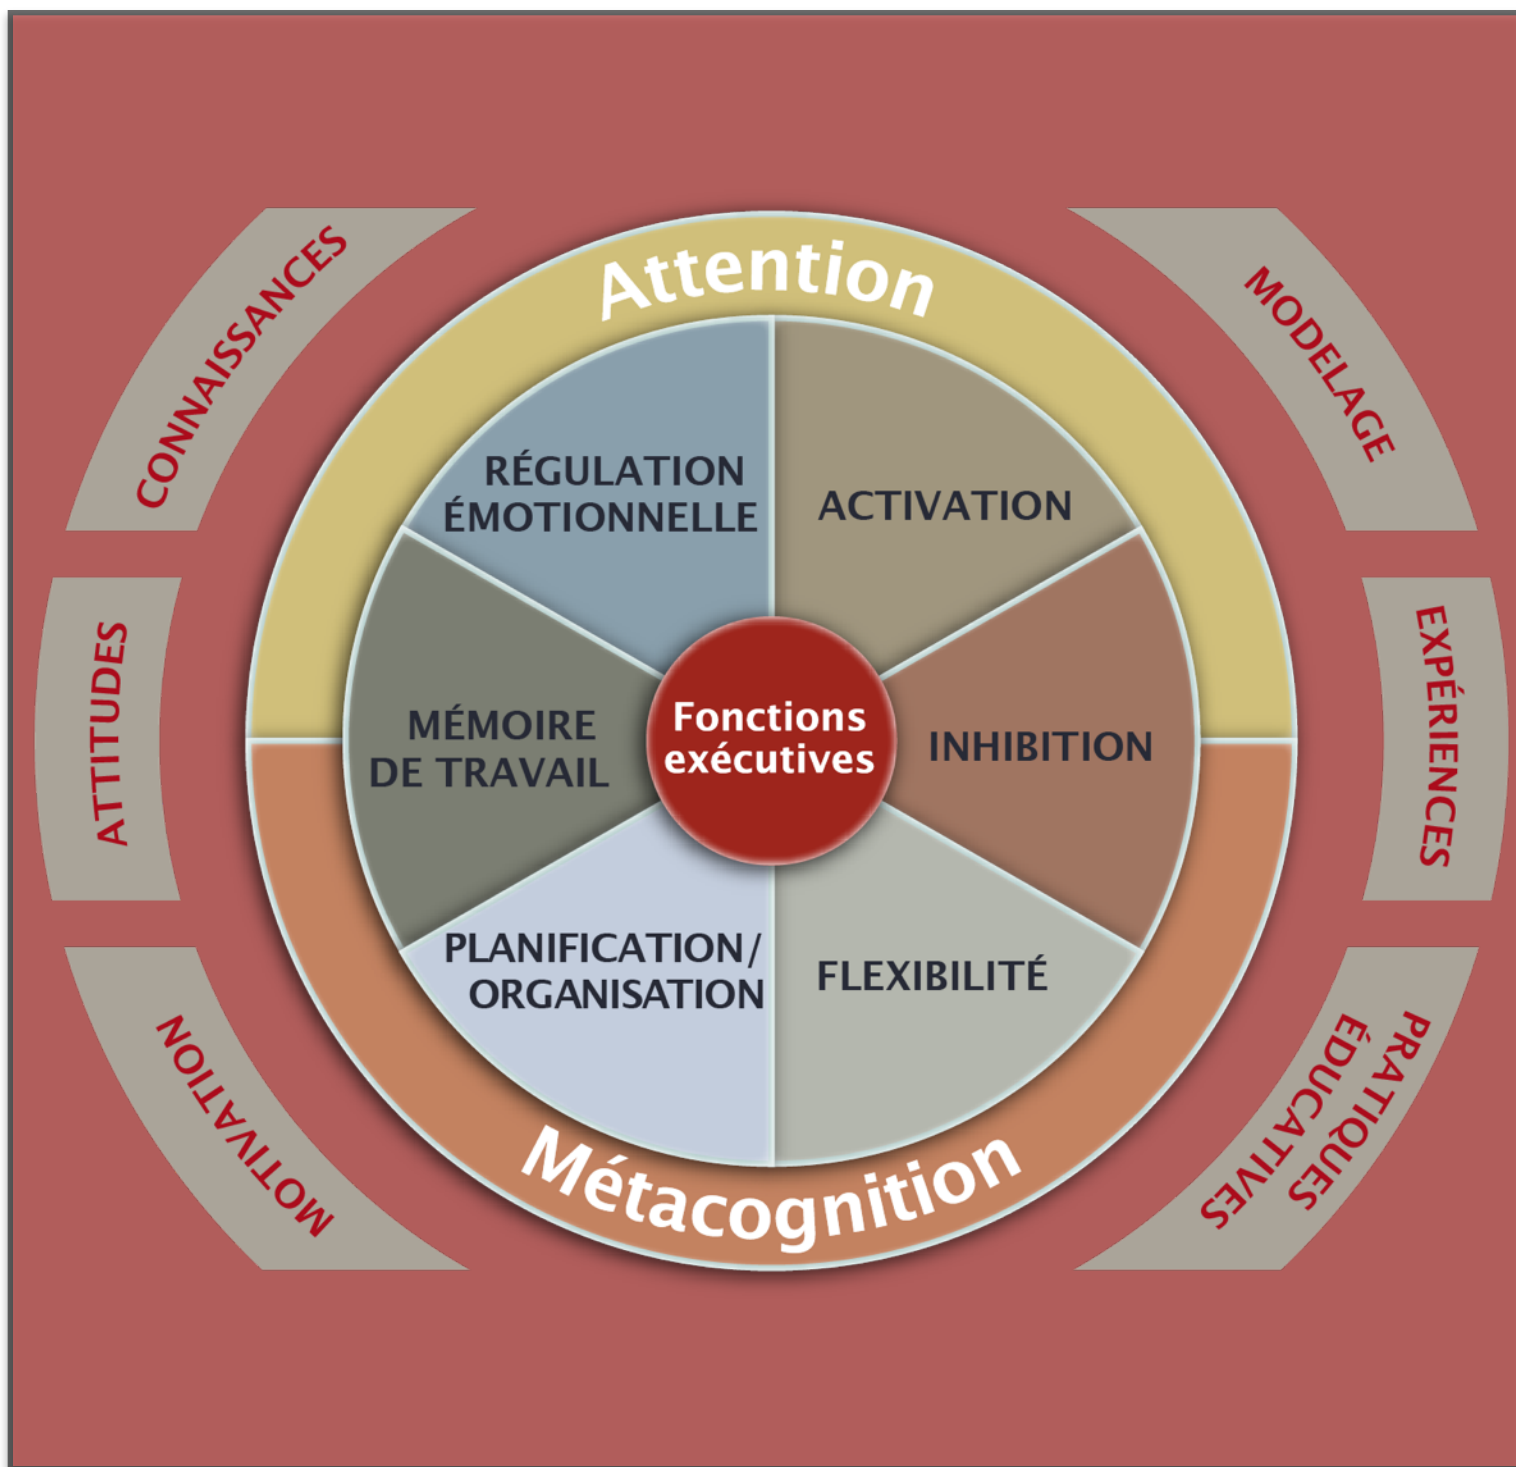 CONNAISSANCES
MODELAGE
Attention
RÉGULATION
ÉMOTIONNELLE
ACTIVATION
ATTITUDES
MÉMOIRE
DE TRAVAIL
Fonctions
exécutives
INHIBITION
EXPÉRIENCES
PLANIFICATION/
ORGANISATION
FLEXIBILITÉ
MOTIVATION
Métacognition
PRATIQUES
ÉDUCATIVES